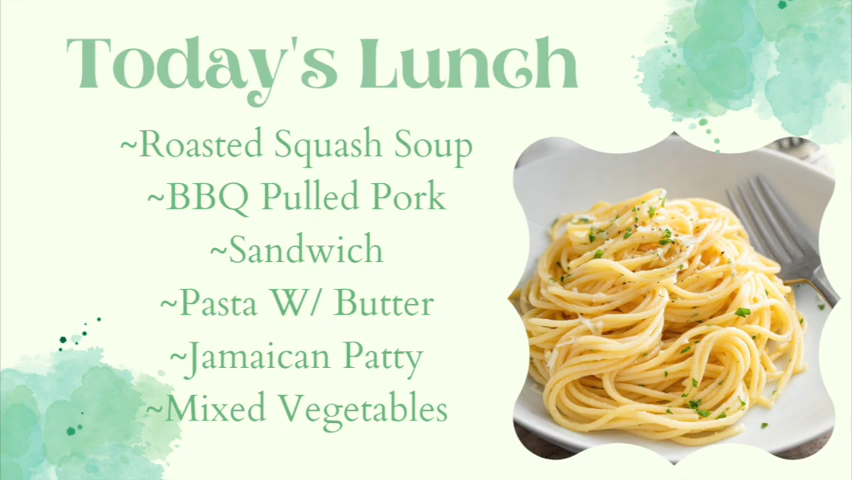 Today's Lunch
~Roasted Squash Soup
~BBQ Pulled Pork
~Sandwich
~Pasta W/ Butter
~Jamaican Patty
~Mixed Vegetables